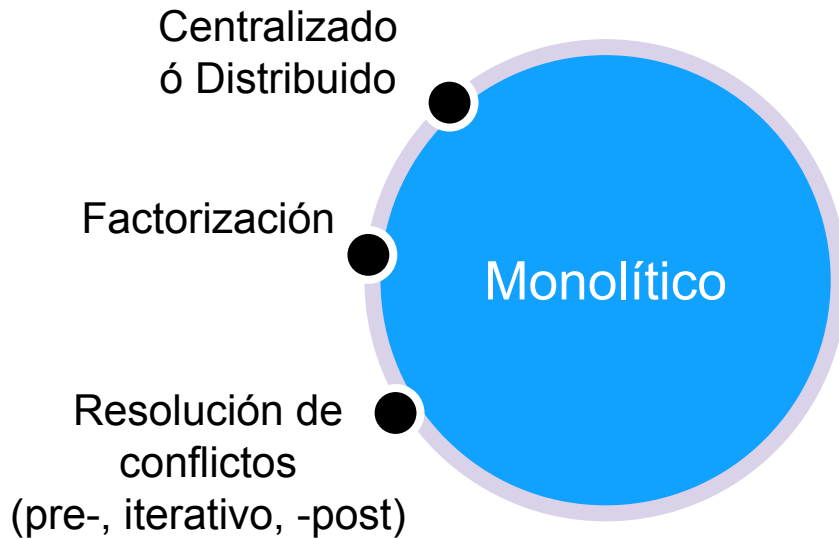 Centralizado
ó Distribuido
Factorización
Monolítico
Resolución de
conflictos
(pre-, iterativo, -post)